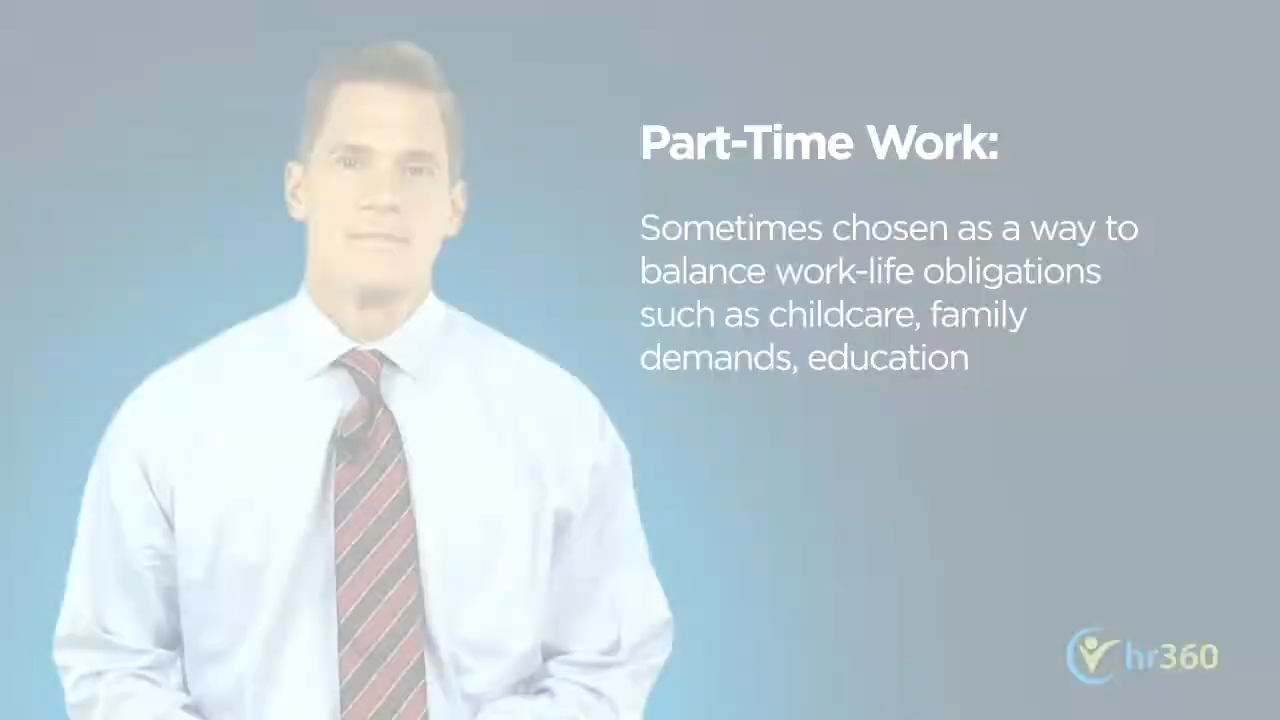 Part-Time Work:
Sometimes chosen as a way to
balance work-life obligations
such as childcare, family
demands, education
hr360